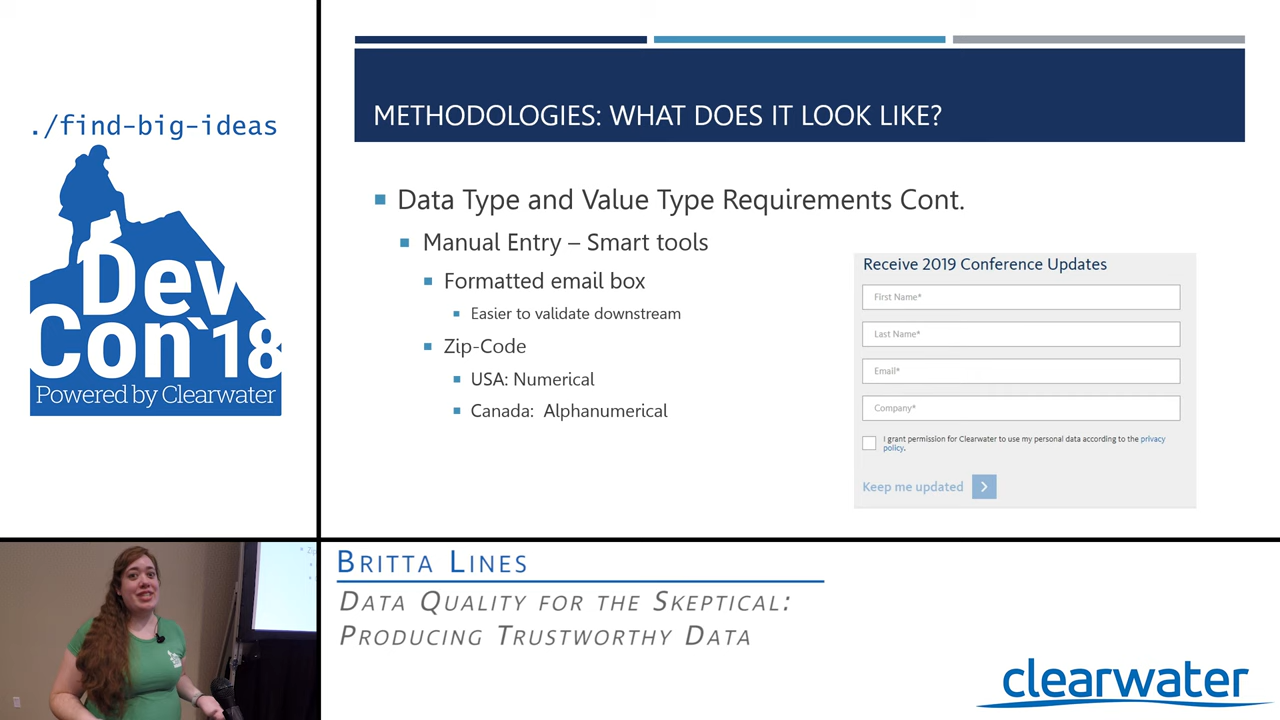 ./find-big-ideas
Dev
Con`18
Powered by Clearwater
METHODOLOGIES: WHAT DOES IT LOOK LIKE?
Data Type and Value Type Requirements Cont.
Manual Entry – Smart tools
Formatted email box
Easier to validate downstream
Zip-Code
USA: Numerical
Canada: Alphanumerical
Receive 2019 Conference Updates
First Name*
Last Name*
Email*
Company*
I grant permission for Clearwater to use my personal data according to the privacy
policy.
Keep me updated
BRITTA LINES
DATA QUALITY FOR THE SKEPTICAL:
PRODUCING TRUSTWORTHY DATA
clearwater